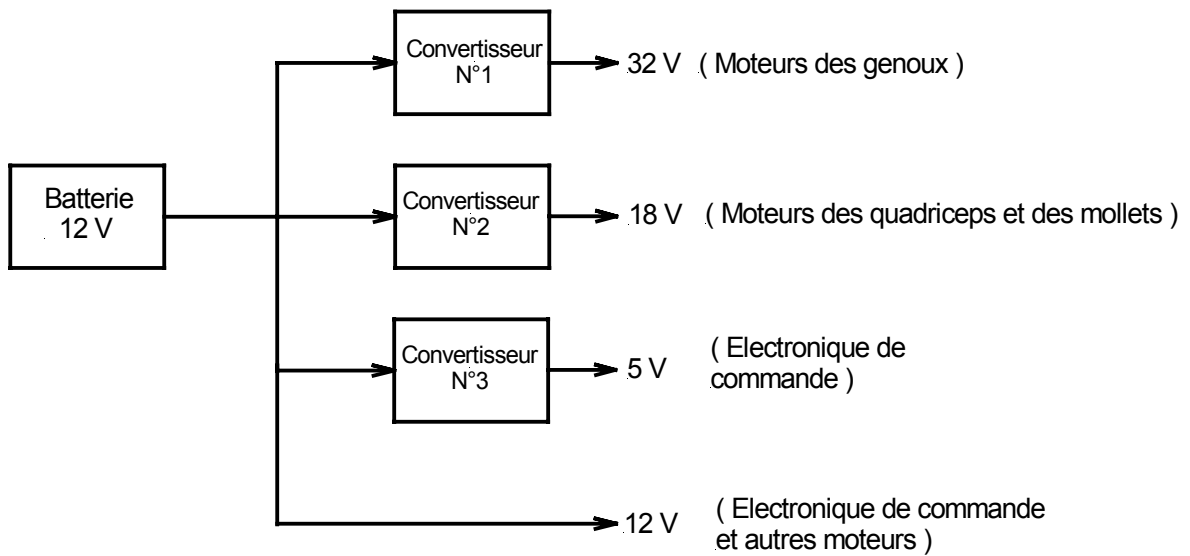 Convertisseur
N°1
32 V ( Moteurs des genoux )
Batterie
12 V
Convertisseur
N°2
18 V ( Moteurs des quadriceps et des mollets )
Convertisseur
N°3
5 V
( Electronique de
commande )
12 V
( Electronique de commande
et autres moteurs )